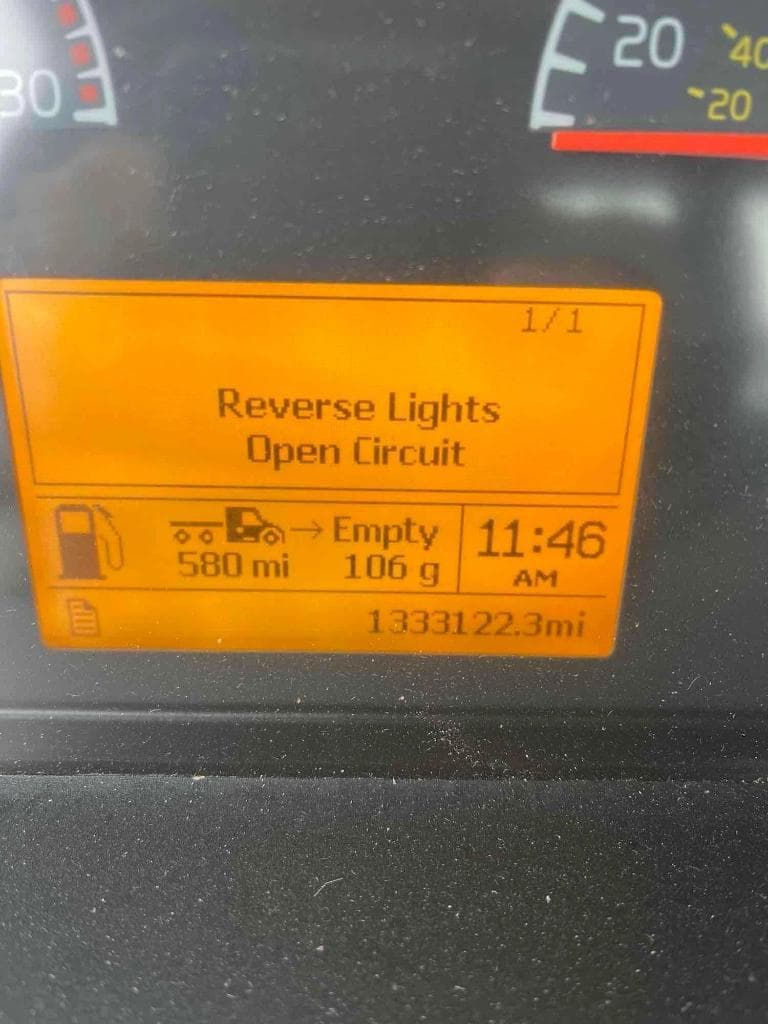 30
20
40
20
1/1
Reverse Lights
Open Circuit
Empty
580 mi
106 g
11:46
AM
1333122.3mi